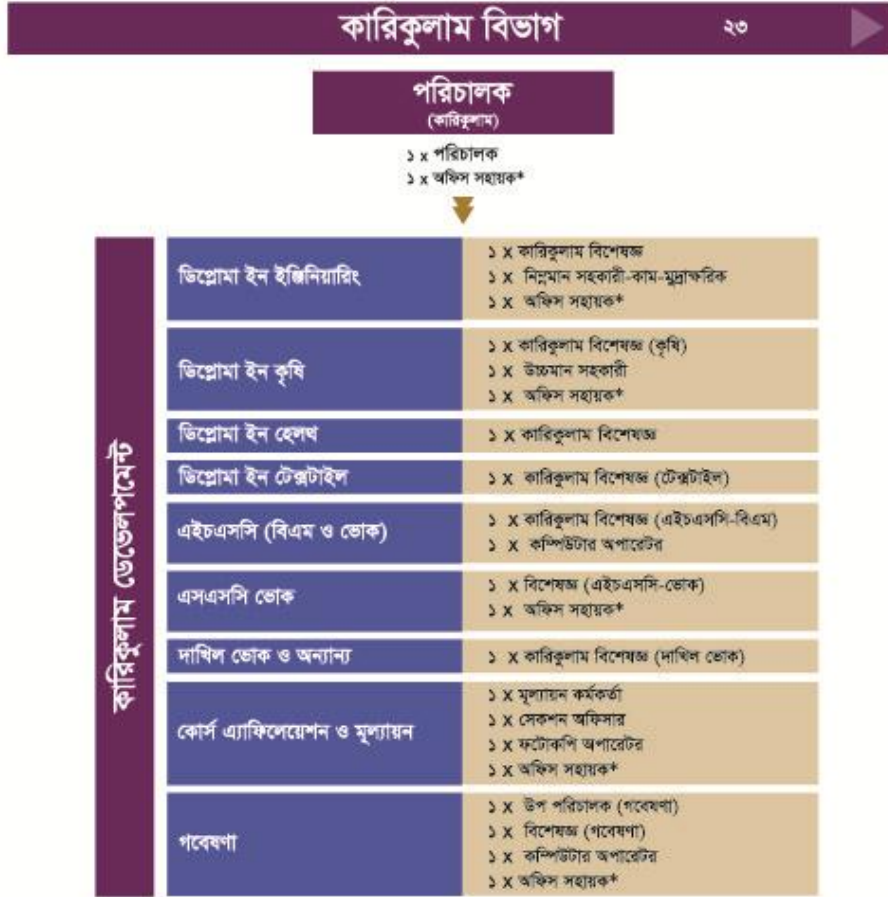 কারিকুলাম বিভাগ ২৩
পরিচালক
(কারিকুলাম)
১ x পরিচালক
১ x অফিস সহায়ক*
কারিকুলাম ডেভেলপমেন্ট
ডিপ্লোমা ইন ইঞ্জিনিয়ারিং
১ x কারিকুলাম বিশেষজ্ঞ
১ x নিম্নমান সহকারী-কাম-মুদ্রাক্ষরিক
১ x অফিস সহায়ক*
ডিপ্লোমা ইন কৃষি
১ x কারিকুলাম বিশেষজ্ঞ (কৃষি)
১ x উচ্চমান সহকারী
১ x অফিস সহায়ক*
ডিপ্লোমা ইন হেলথ
১ x কারিকুলাম বিশেষজ্ঞ
ডিপ্লোমা ইন টেক্সটাইল
১ x কারিকুলাম বিশেষজ্ঞ (টেক্সটাইল)
এইচএসসি (বিএম ও ভোক)
১ x কারিকুলাম বিশেষজ্ঞ (এইচএসসি-বিএম)
১ x কম্পিউটার অপারেটর
এসএসসি ভোক
১ x বিশেষজ্ঞ (এইচএসসি-ভোক)
১ x অফিস সহায়ক*
দাখিল ভোক ও অন্যান্য
১ x কারিকুলাম বিশেষজ্ঞ (দাখিল ভোক)
কোর্স এ্যাফিলেয়েশন ও মূল্যায়ন
১ x মূল্যায়ন কর্মকর্তা
১ x সেকশন অফিসার
১ x ফটোকপি অপারেটর
১ x অফিস সহায়ক*
গবেষণা
১ x উপ পরিচালক (গবেষণা)
১ x বিশেষজ্ঞ (গবেষণা)
১ x কম্পিউটার অপারেটর
১ x অফিস সহায়ক*